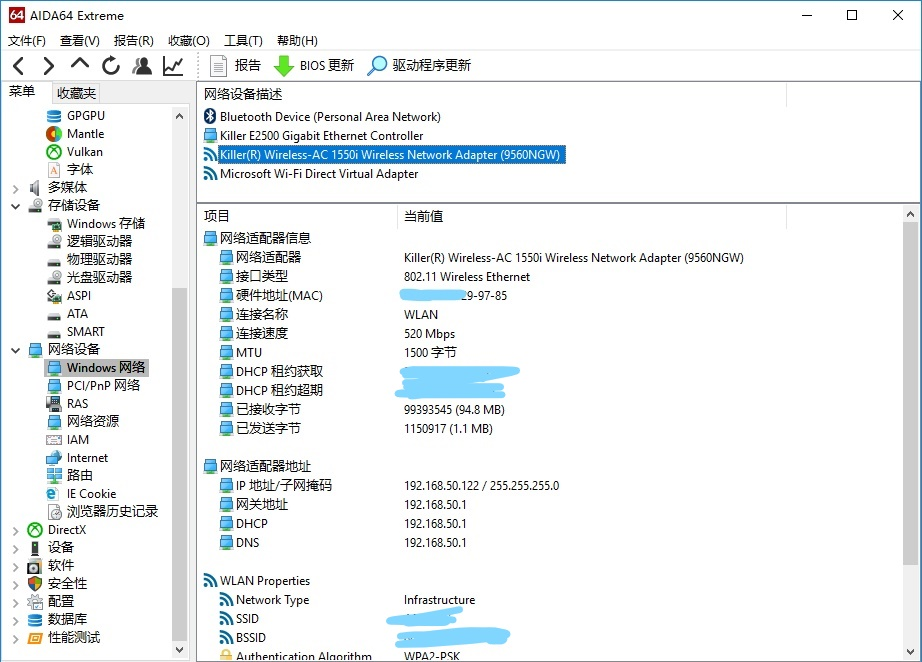 AIDA64 Extreme
文件(F) 查看(V) 报告(R) 收藏(O) 工具(T) 帮助(H)
报告 BIOS 更新 驱动程序更新
菜单 收藏夹
GPGPU
Mantle
Vulkan
字体
多媒体
存储设备
Windows 存储
逻辑驱动器
物理驱动器
光盘驱动器
ASPI
ATA
SMART
网络设备
Windows 网络
PCI/PnP 网络
RAS
网络资源
IAM
Internet
路由
IE Cookie
浏览器历史记录
DirectX
设备
软件
安全性
配置
数据库
性能测试
网络设备描述
Bluetooth Device (Personal Area Network)
Killer E2500 Gigabit Ethernet Controller
Killer(R) Wireless-AC 1550i Wireless Network Adapter (9560NGW)
Microsoft Wi-Fi Direct Virtual Adapter
项目 当前值
网络适配器信息
网络适配器 Killer(R) Wireless-AC 1550i Wireless Network Adapter (9560NGW)
接口类型 802.11 Wireless Ethernet
硬件地址(MAC) 9-97-85
连接名称 WLAN
连接速度 520 Mbps
MTU 1500 字节
DHCP 租约获取
DHCP 租约超期
已接收字节 99393545 (94.8 MB)
已发送字节 1150917 (1.1 MB)
网络适配器地址
IP 地址/子网掩码 192.168.50.122 / 255.255.255.0
网关地址 192.168.50.1
DHCP 192.168.50.1
DNS 192.168.50.1
WLAN Properties
Network Type Infrastructure
SSID
BSSID
Authentication Algorithm WPA2-PSK